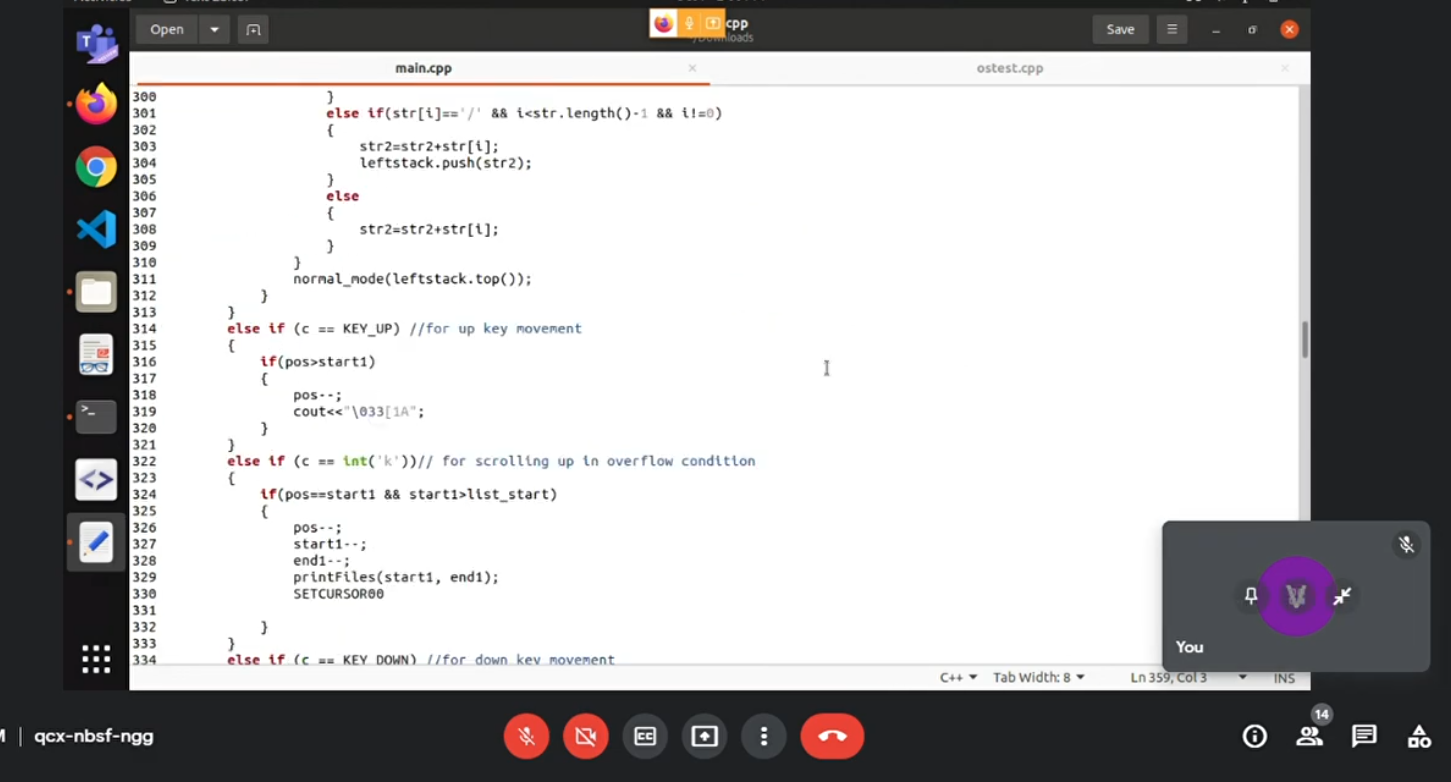 Open
cpp
Save
main.cpp
ostest.cpp
300 }
301 else if(str[i]=='/' && i<str.length()-1 && i!=0)
302 {
303 str2=str2+str[i];
304 leftstack.push(str2);
305 }
306 else
307 {
308 str2=str2+str[i];
309 }
310 }
311 normal_mode(leftstack.top());
312 }
313 }
314 else if (c == KEY_UP) //for up key movement
315 {
316 if(pos>start1)
317 {
318 pos--;
319 cout<<"\033[1A";
320 }
321 }
322 else if (c == int('k'))// for scrolling up in overflow condition
323 {
324 if(pos==start1 && start1>list_start)
325 {
326 pos--;
327 start1--;
328 end1--;
329 printFiles(start1, end1);
330 SETCURSOR00
331
332 }
333 }
334 else if (c == KEY_DOWN) //for down key movement
C++ Tab Width: 8 Ln 359, Col 3 INS
You
M | qcx-nbsf-ngg
CC
14